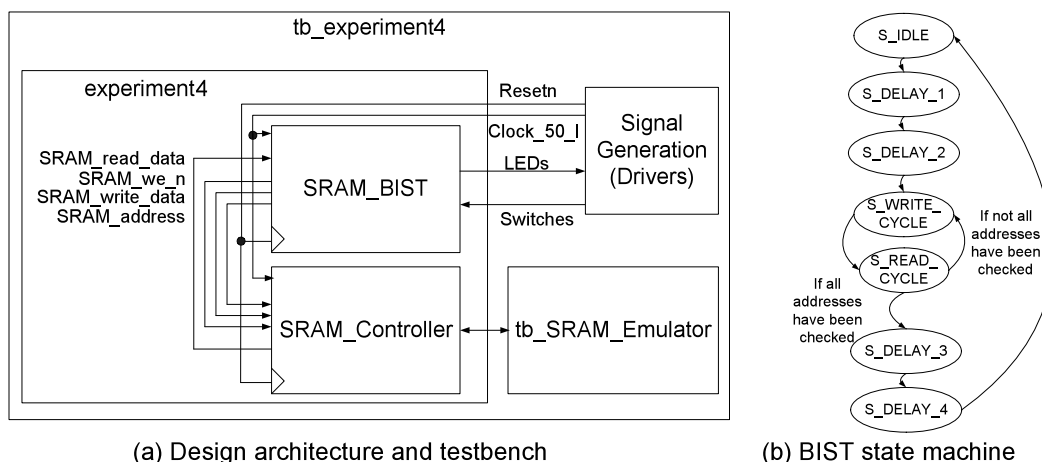 tb_experiment4
experiment4
Resetn
Clock_50_I
LEDs
Switches
Signal
Generation
(Drivers)
SRAM_read_data
SRAM_we_n
SRAM_write_data
SRAM_address
SRAM_BIST
SRAM_Controller
tb_SRAM_Emulator
(a) Design architecture and testbench
S_IDLE
S_DELAY_1
S_DELAY_2
S_WRITE_
CYCLE
S_READ_
CYCLE
If not all
addresses
have been
checked
If all
addresses
have been
checked
S_DELAY_3
S_DELAY_4
(b) BIST state machine